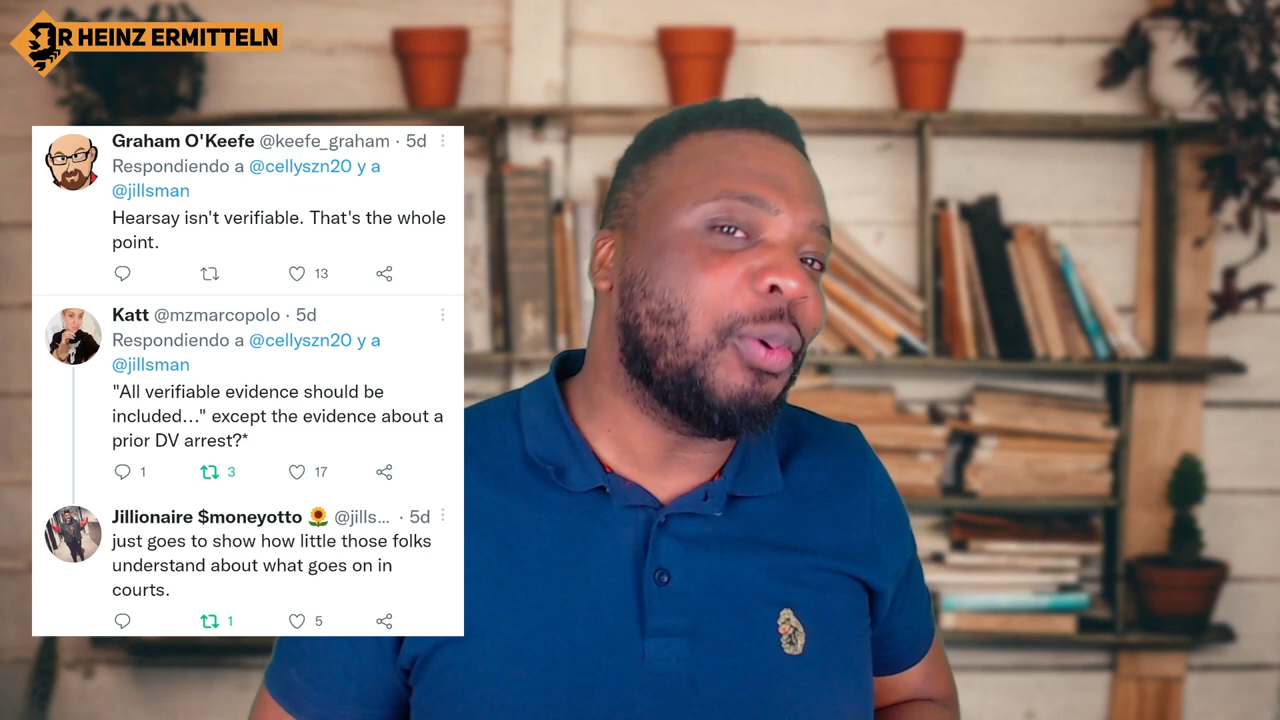 R HEINZ ERMITTELN
Graham O'Keefe @keefe_graham · 5d
Respondiendo a @cellyszn20 y a
@jillsman
Hearsay isn't verifiable. That's the whole
point.
13
Katt @mzmarcopolo · 5d
Respondiendo a @cellyszn20 y a
@jillsman
"All verifiable evidence should be
included..." except the evidence about a
prior DV arrest?*
1 3 17
Jillionaire $moneyotto 🌻 @jills... · 5d
just goes to show how little those folks
understand about what goes on in
courts.
1 5